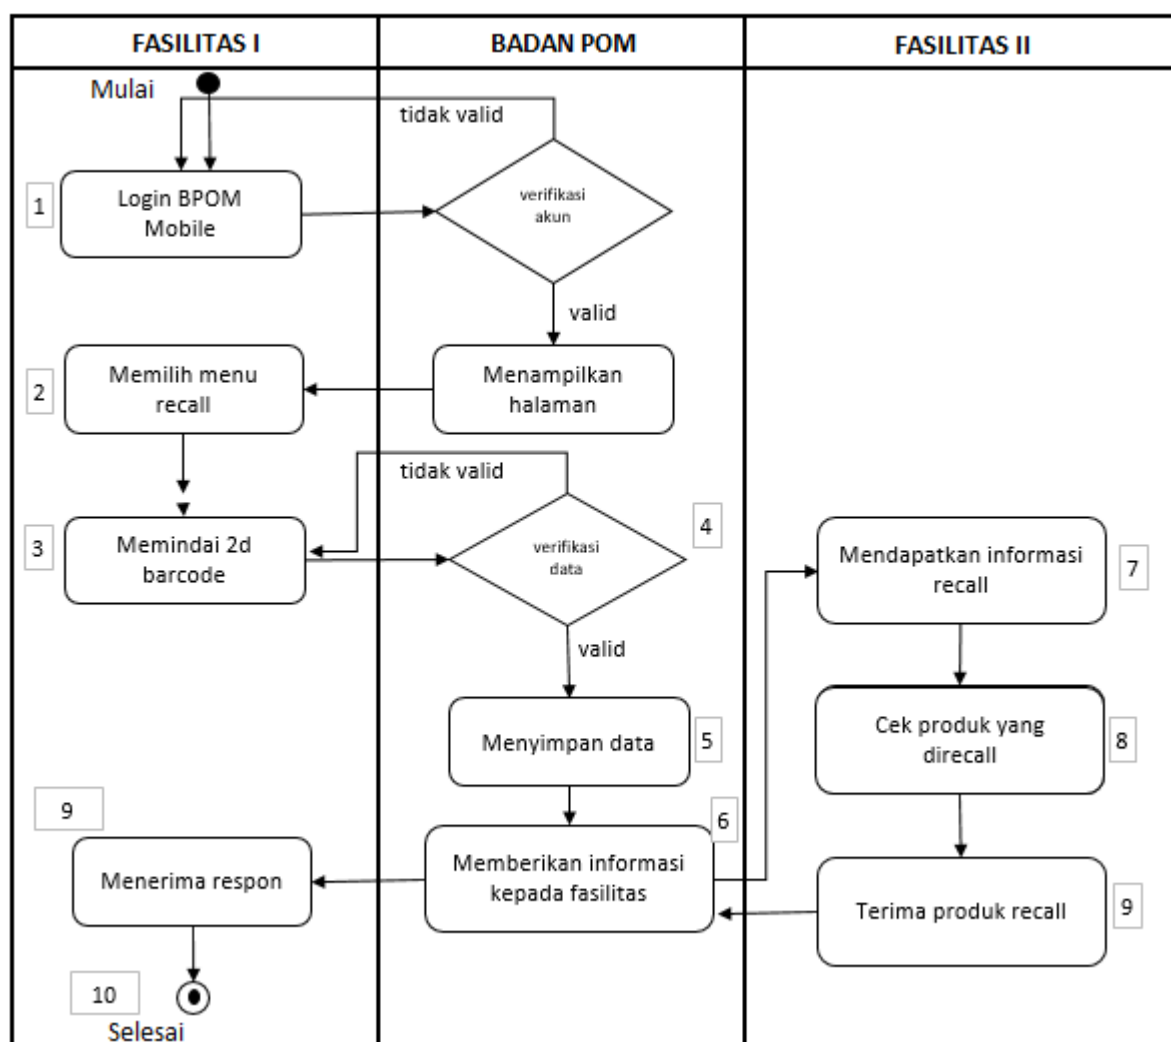 FASILITAS I
BADAN POM
FASILITAS II
Mulai
tidak valid
1
Login BPOM
Mobile
verifikasi
akun
valid
2
Memilih menu
recall
Menampilkan
halaman
tidak valid
3
Memindai 2d
barcode
verifikasi
data
4
Mendapatkan informasi
recall
7
valid
Menyimpan data
5
Cek produk yang
direcall
8
9
Menerima respon
Memberikan informasi
kepada fasilitas
6
Terima produk recall
9
10
Selesai